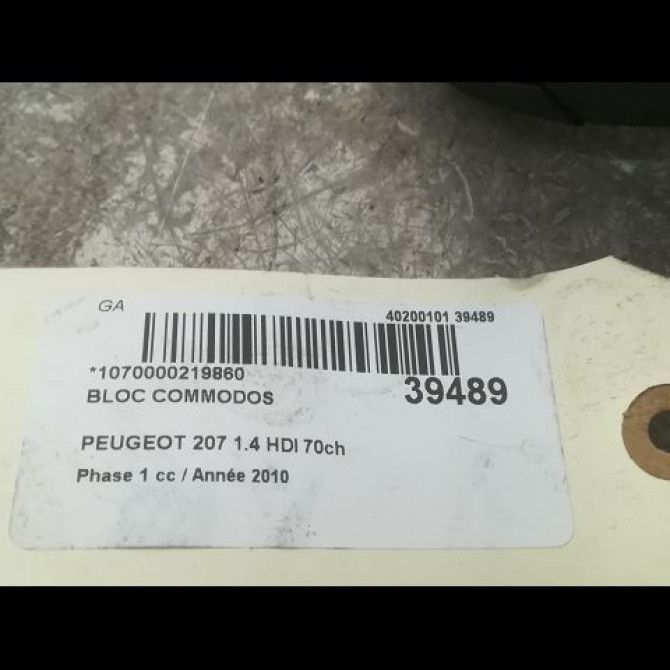 GA
40200101 39489
*1070000219860
39489
BLOC COMMODOS
PEUGEOT 207 1.4 HDI 70ch
Phase 1 cc / Année 2010